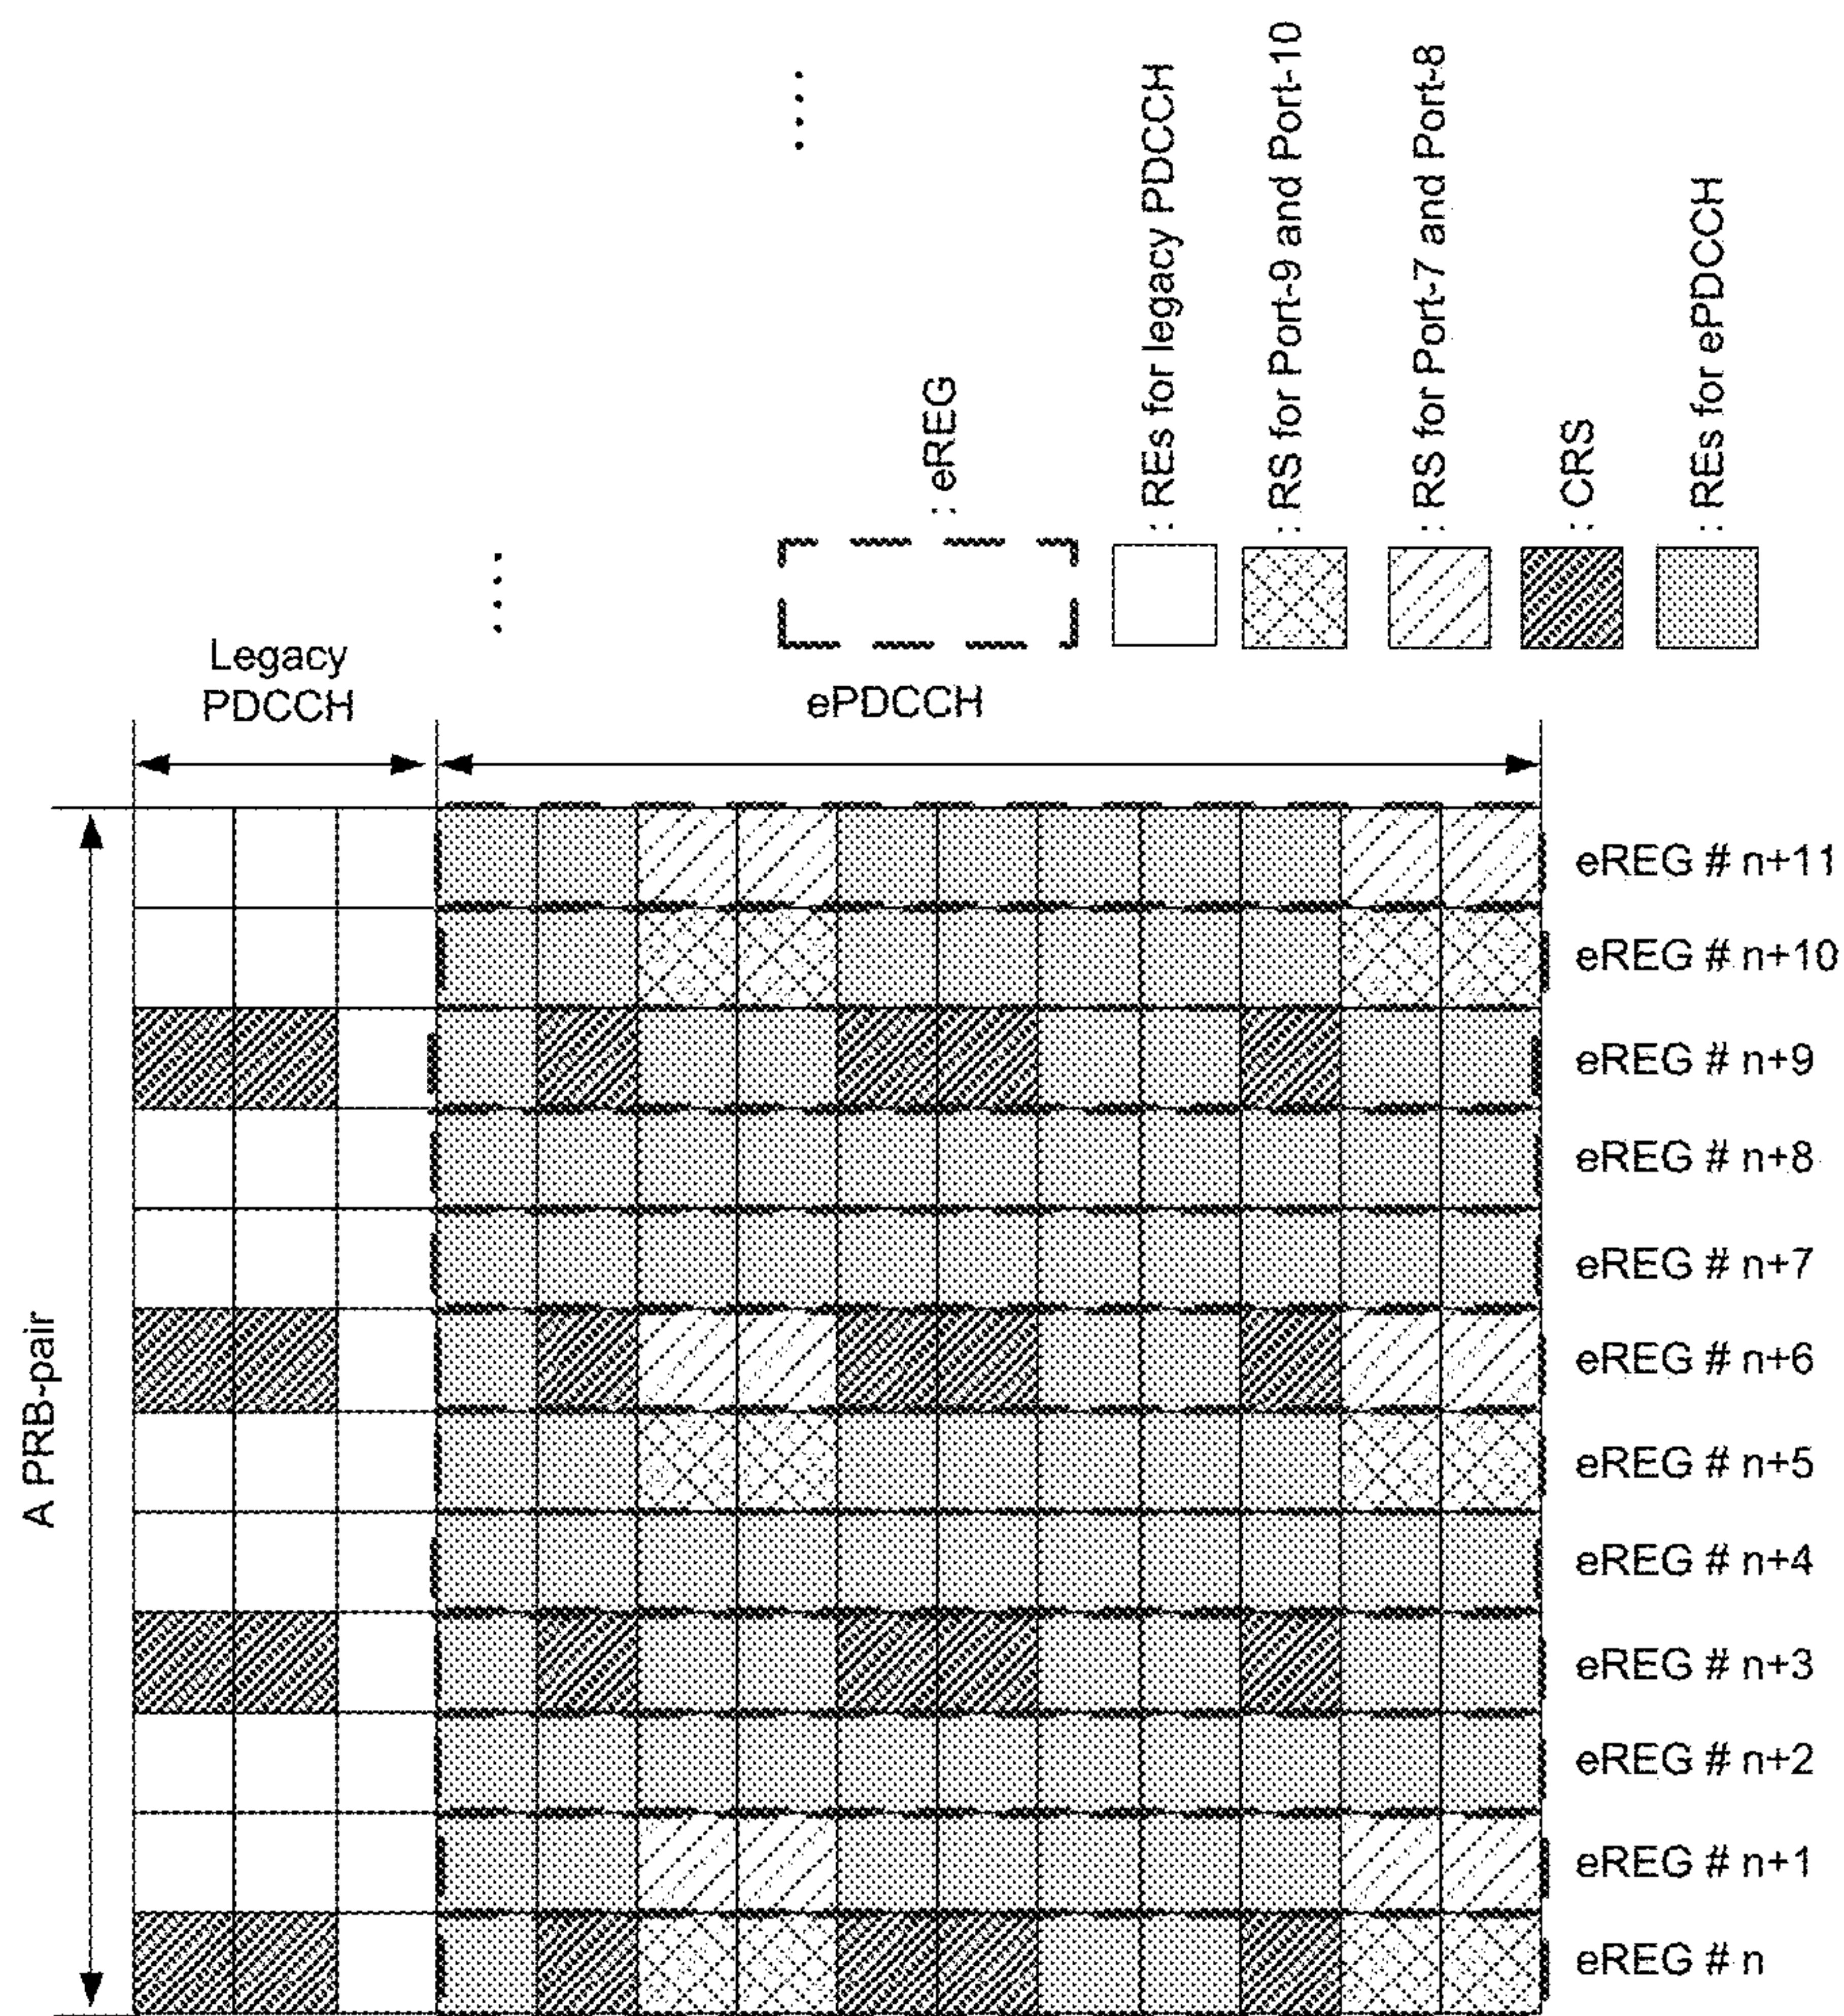 : eREG
: REs for legacy PDCCH
: RS for Port-9 and Port-10
: RS for Port-7 and Port-8
: CRS
: REs for ePDCCH
Legacy
PDCCH
ePDCCH
A PRB-pair
eREG # n+11
eREG # n+10
eREG # n+9
eREG # n+8
eREG # n+7
eREG # n+6
eREG # n+5
eREG # n+4
eREG # n+3
eREG # n+2
eREG # n+1
eREG # n